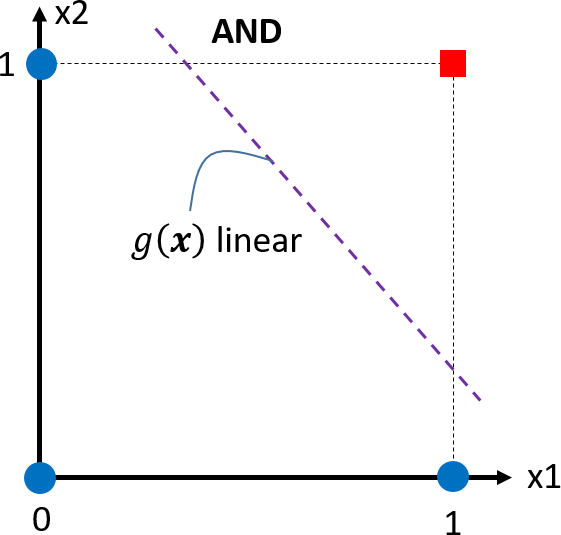 x2
AND
1
g(x) linear
x1
0
1